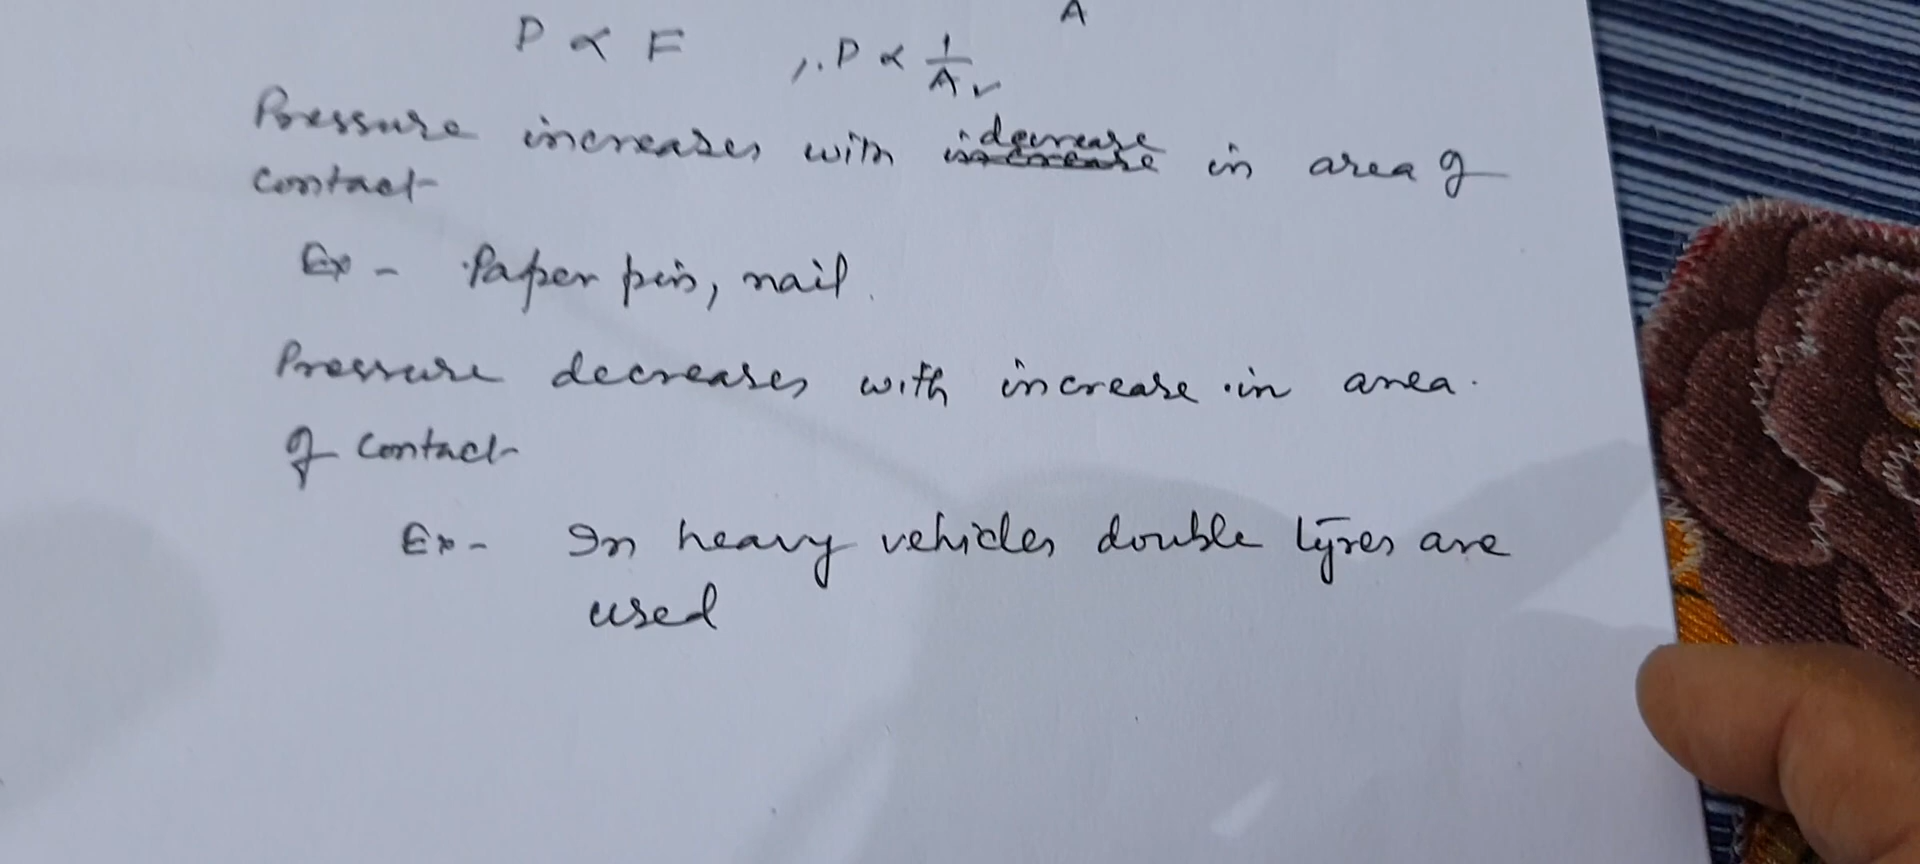 A
P ∝ F , . P ∝ 1/A
Pressure increases with decrease in area of
contact
Ex - Paper pin, nail.
Pressure decreases with increase in area.
of contact
Ex - In heavy vehicles double tyres are
used